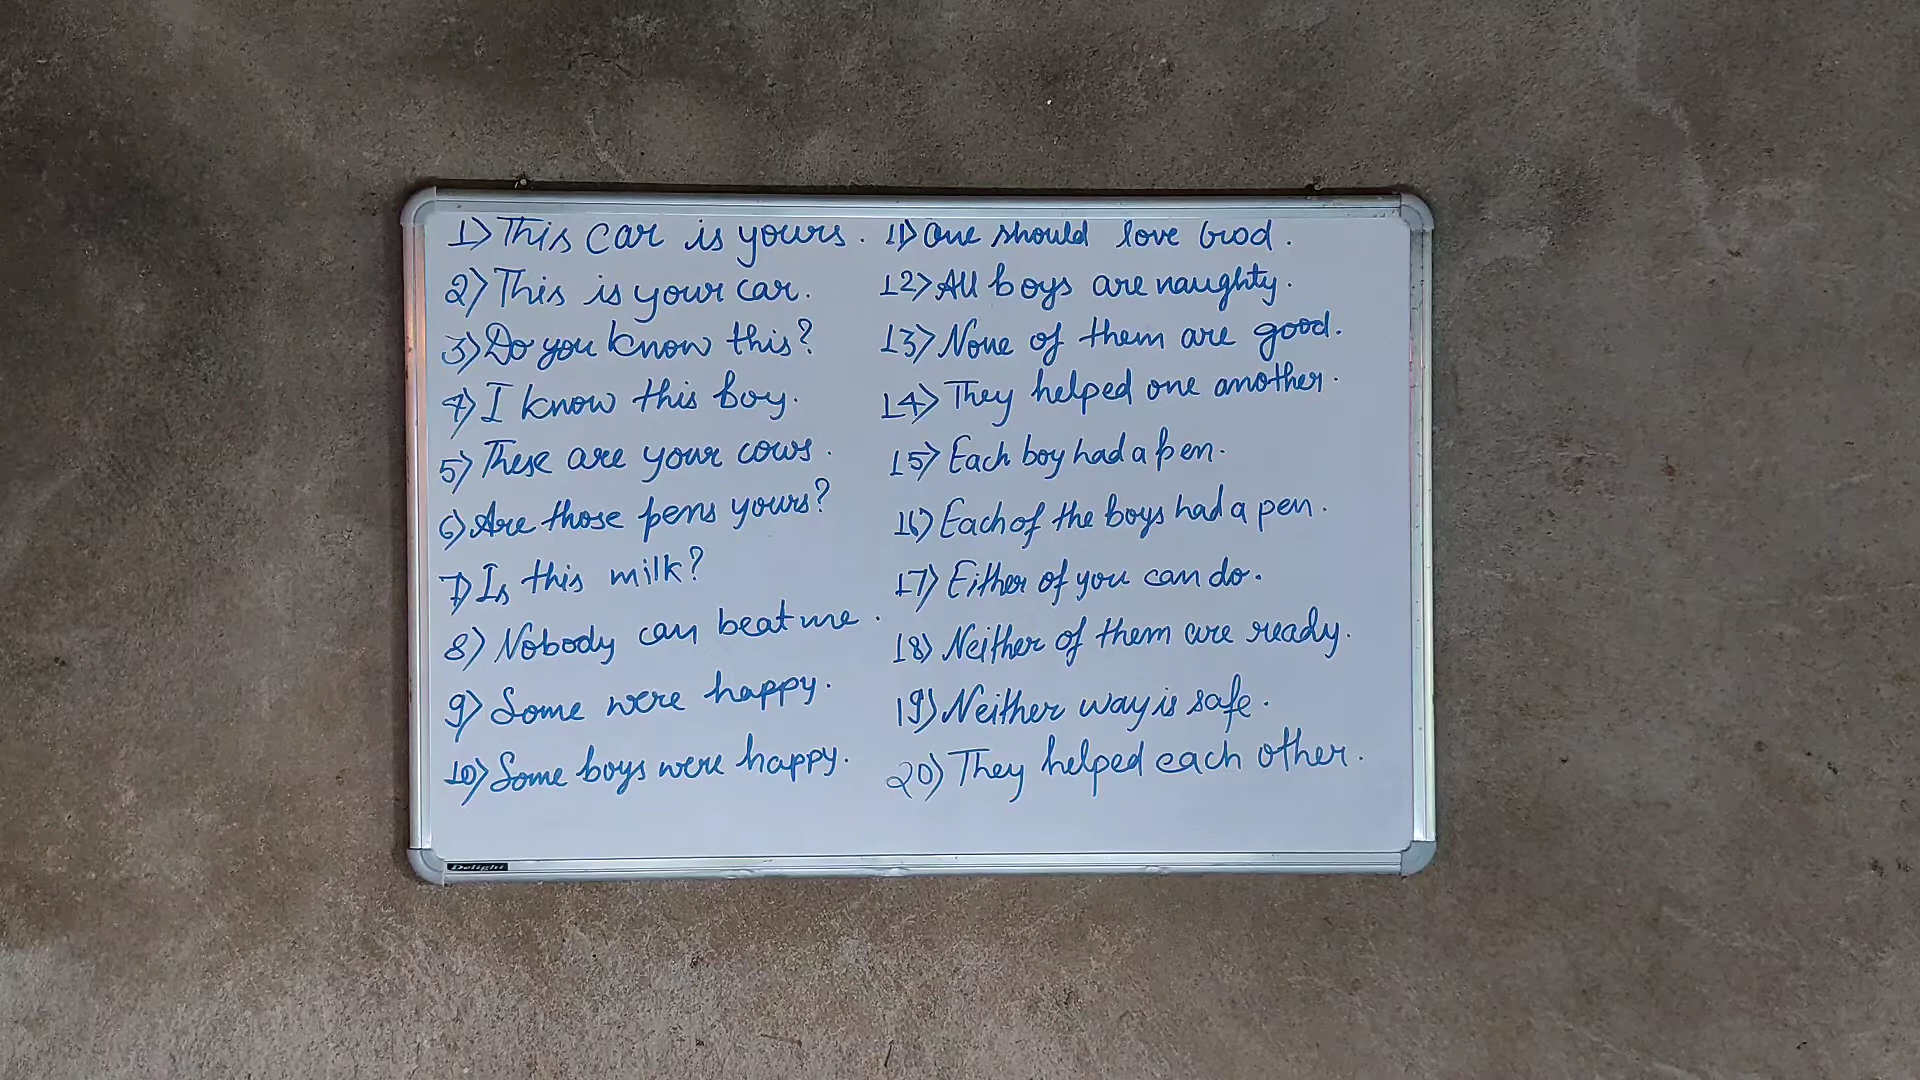 1) This car is yours.
2) This is your car.
3) Do you know this?
4) I know this boy.
5) These are your cows.
6) Are those pens yours?
7) Is this milk?
8) Nobody can beat me.
9) Some were happy.
10) Some boys were happy.
11) One should love God.
12) All boys are naughty.
13) None of them are good.
14) They helped one another.
15) Each boy had a pen.
16) Each of the boys had a pen.
17) Either of you can do.
18) Neither of them are ready.
19) Neither way is safe.
20) They helped each other.
Delight